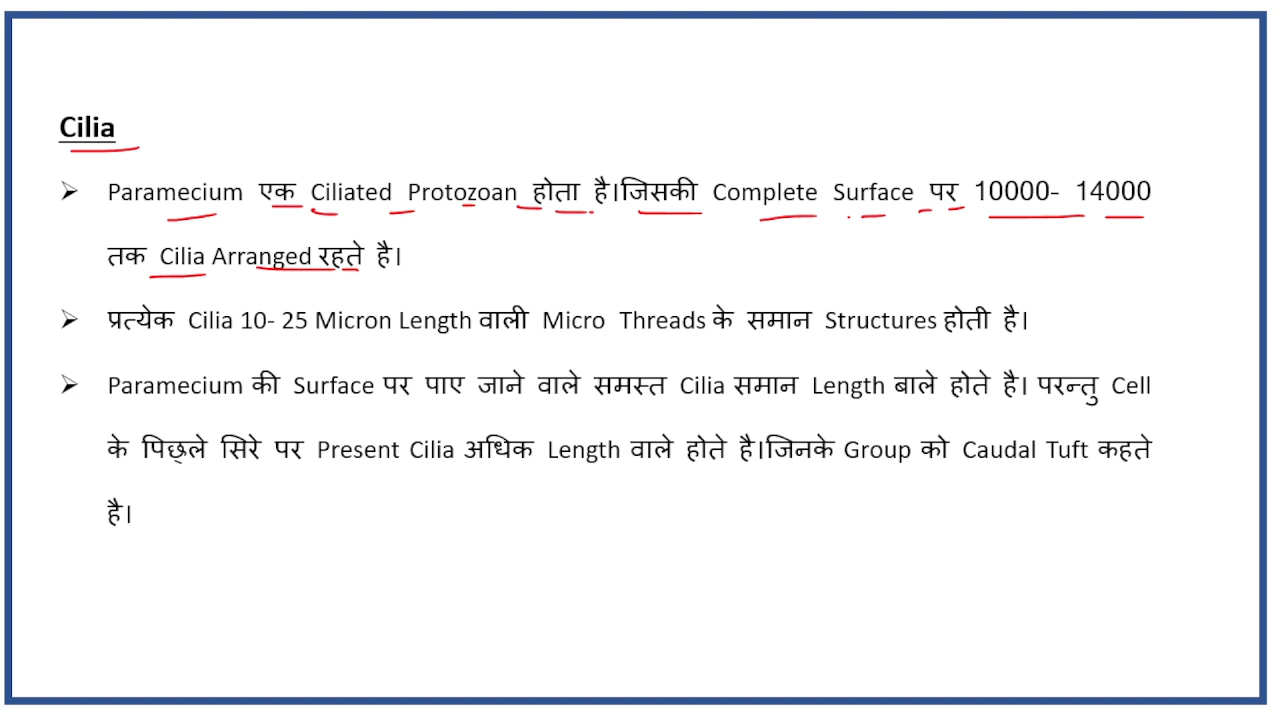 Cilia
➢ Paramecium एक Ciliated Protozoan होता है।जिसकी Complete Surface पर 10000- 14000
तक Cilia Arranged रहते है।
➢ प्रत्येक Cilia 10- 25 Micron Length वाली Micro Threads के समान Structures होती है।
➢ Paramecium की Surface पर पाए जाने वाले समस्त Cilia समान Length बाले होते है। परन्तु Cell
के पिछ्ले सिरे पर Present Cilia अधिक Length वाले होते है।जिनके Group को Caudal Tuft कहते
है।